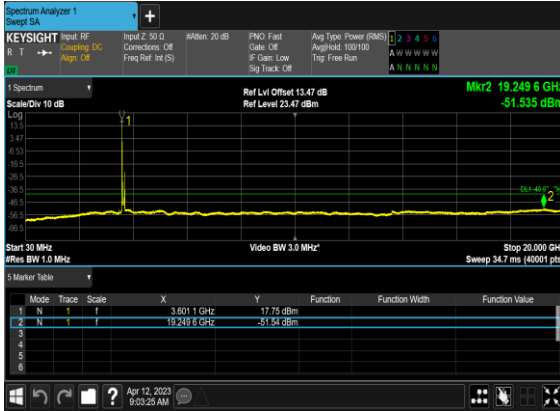 Spectrum Analyzer 1
Swept SA
+
KEYSIGHT Input: RF Input Z: 50 Ω #Atten: 20 dB PNO: Fast Avg Type: Power (RMS) 1 2 3 4 5 6
R T Coupling: DC Corrections: Off Gate: Off Avg|Hold: 100/100 A W W W W W
Align: Off Freq Ref: Int (S) IF Gain: Low Trig: Free Run
Sig Track: Off A N N N N N
1 Spectrum Ref Lvl Offset 13.47 dB Mkr2 19.249 6 GHz
Scale/Div 10 dB Ref Level 23.47 dBm -51.535 dBm
Log
1
13.5
3.47
-6.53
-16.5
-26.5
-36.5
2
-46.5
-56.5
-66.5
Start 30 MHz Video BW 3.0 MHz* Stop 20.000 GHz
#Res BW 1.0 MHz Sweep 34.7 ms (40001 pts)
5 Marker Table
Mode Trace Scale X Y Function Function Width Function Value
1 N 1 f 3.601 1 GHz 17.75 dBm
2 N 1 f 19.249 6 GHz -51.54 dBm
3
4
5
6
? Apr 12, 2023
9:03:25 AM